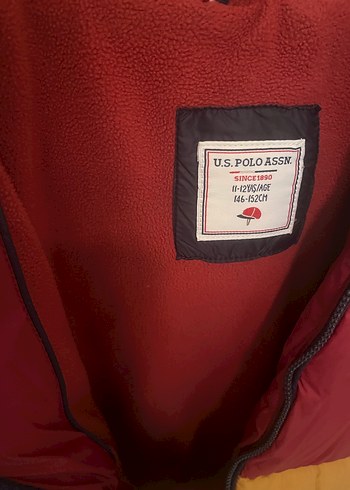 U.S. POLO ASSN.
SINCE 1890
11-12YAŞ/AGE
146-152CM